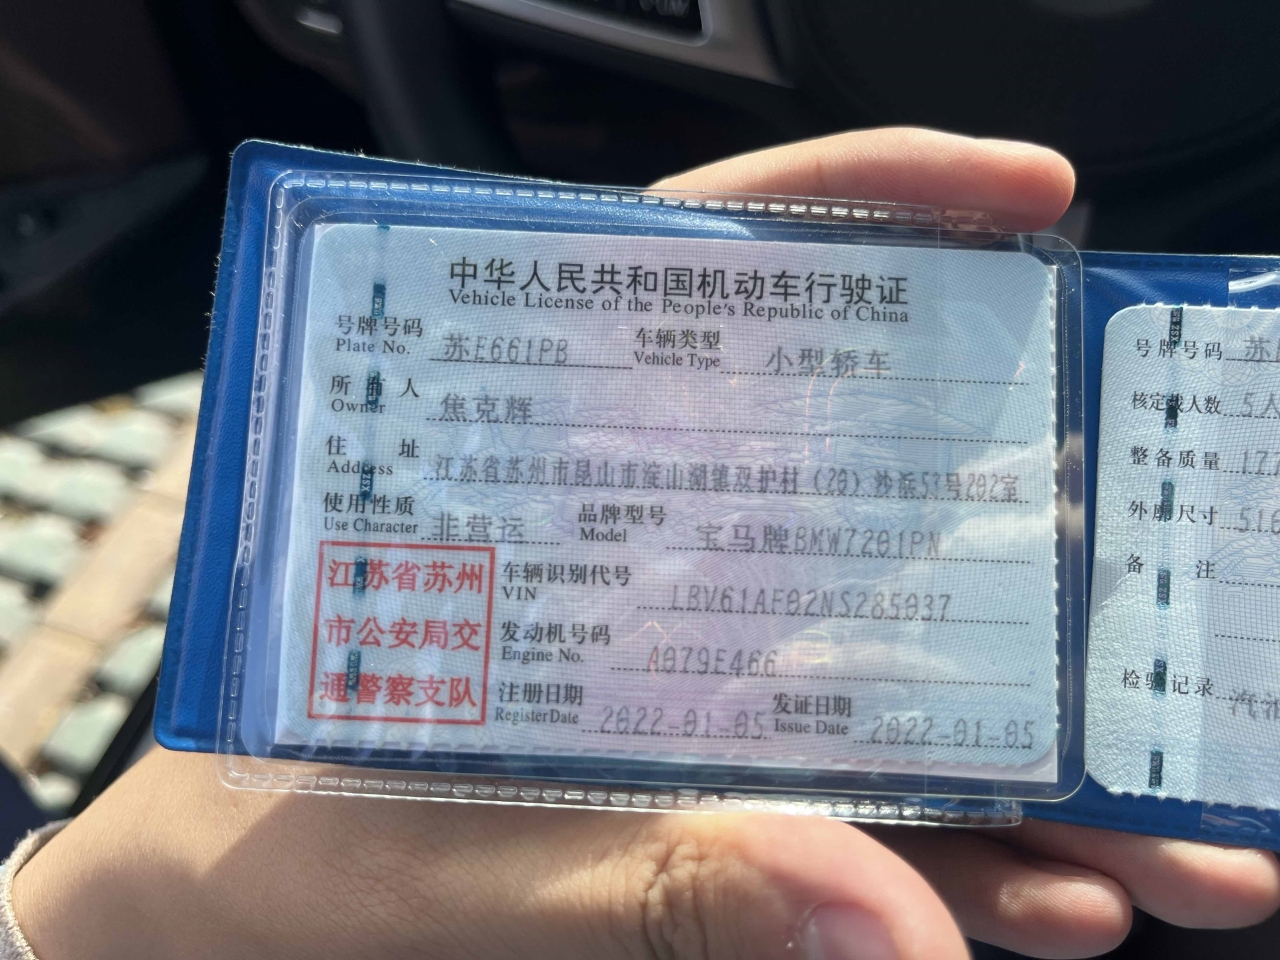 中华人民共和国机动车行驶证
Vehicle License of the People's Republic of China
号牌号码 苏E661PB 车辆类型 小型轿车
Plate No. Vehicle Type
所有人 焦克辉
Owner
住址 江苏省苏州市昆山市淀山湖镇双护村（20）沙浜53号202室
Address
使用性质 非营运 品牌型号 宝马牌BMW7201PN
Use Character Model
江苏省苏州
市公安局交
通警察支队
车辆识别代号 LBV61AF02NS285037
VIN
发动机号码 A079E466
Engine No.
注册日期 2022-01-05 发证日期 2022-01-05
Register Date Issue Date
号牌号码 苏
核定载人数 5人
整备质量 177
外廓尺寸 516
备注
检验记录